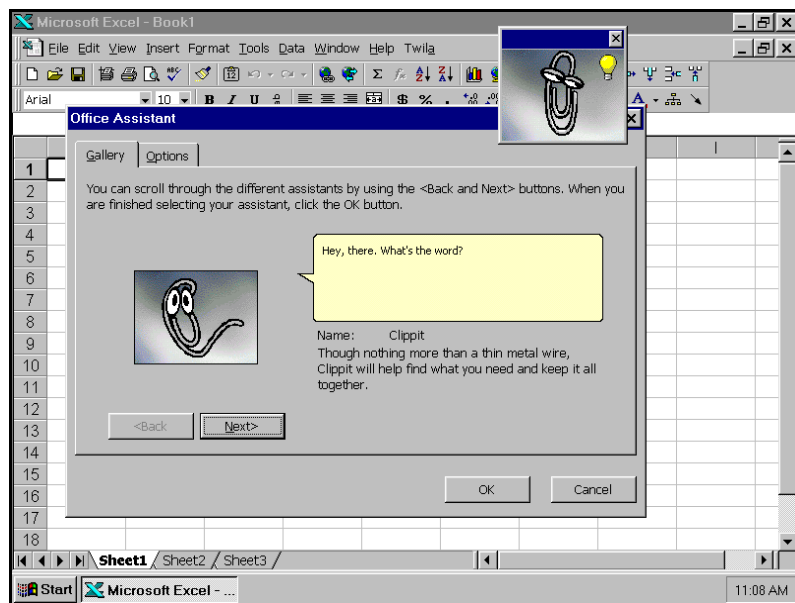 Microsoft Excel - Book1
File Edit View Insert Format Tools Data Window Help Twila
Arial 10 B I U $ % ,
Office Assistant
Gallery Options
You can scroll through the different assistants by using the <Back and Next> buttons. When you
are finished selecting your assistant, click the OK button.
Hey, there. What's the word?
Name: Clippit
Though nothing more than a thin metal wire,
Clippit will help find what you need and keep it all
together.
<Back Next>
OK Cancel
I
1
2
3
4
5
6
7
8
9
10
11
12
13
14
15
16
17
18
Sheet1 Sheet2 Sheet3
Start Microsoft Excel - ... 11:08 AM